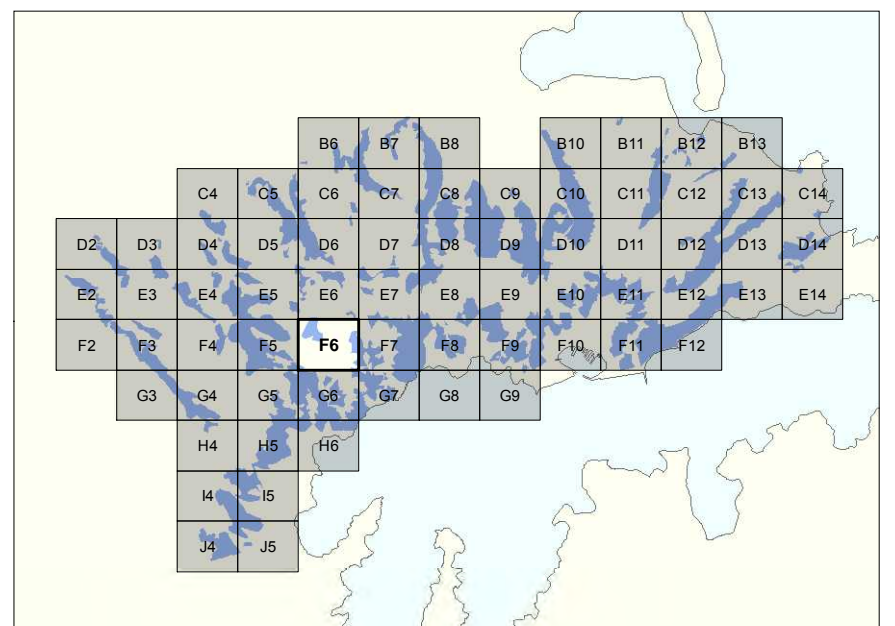 B6 B7 B8 B10 B11 B12 B13
C4 C5 C6 C7 C8 C9 C10 C11 C12 C13 C14
D2 D3 D4 D5 D6 D7 D8 D9 D10 D11 D12 D13 D14
E2 E3 E4 E5 E6 E7 E8 E9 E10 E11 E12 E13 E14
F2 F3 F4 F5 F6 F7 F8 F9 F10 F11 F12
G3 G4 G5 G6 G7 G8 G9
H4 H5 H6
I4 I5
J4 J5